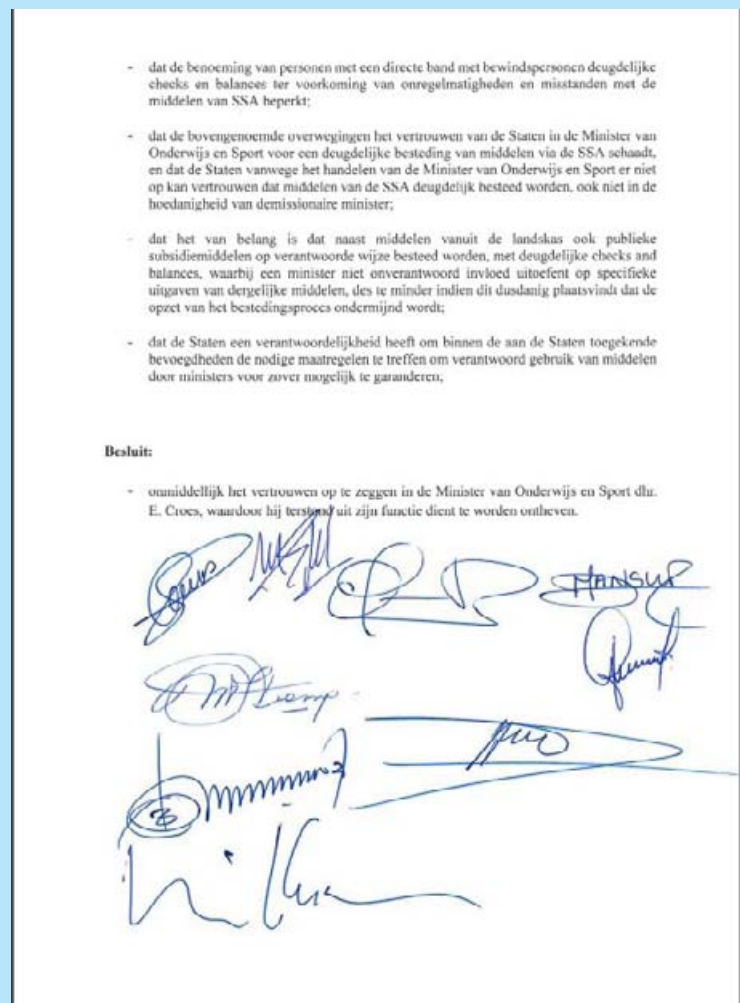 - dat de benoeming van personen met een directe band met bewindspersonen deugdelijke
checks en balances ter voorkoming van onregelmatigheden en misstanden met de
middelen van SSA heperkt;
- dat de bovengenoemde overwegingen het vertrouwen van de Staten in de Minister van
Onderwijs en Sport voor een deugdelijke besteding van middelen via de SSA schaadt,
en dat de Staten vanwege het handelen van de Minister van Onderwijs en Sport er niet
op kan vertrouwen dat middelen van de SSA deugdelijk besteed worden, ook niet in de
hoedanigheid van demissionaire minister;
- dat het van belang is dat naast middelen vanuit de landskas ook publieke
subsidiemiddelen op verantwoorde wijze besteed worden, met deugdelijke checks and
balances, waarbij een minister niet onverantwoord invloed uitoefent op specifieke
uitgaven van dergelijke middelen, des te minder indien dit dusdanig plaatsvindt dat de
opzet van het bestedingsproces ondermijnd wordt;
- dat de Staten een verantwoordelijkheid heeft om binnen de aan de Staten toegekende
bevoegdheden de nodige maatregelen te treffen om verantwoord gebruik van middelen
door ministers voor zover mogelijk te garanderen;
Besluit:
- onmiddellijk het vertrouwen op te zeggen in de Minister van Onderwijs en Sport dhr.
E. Croes, waardoor hij terstond uit zijn functie dient te worden ontheven.
MANSUR